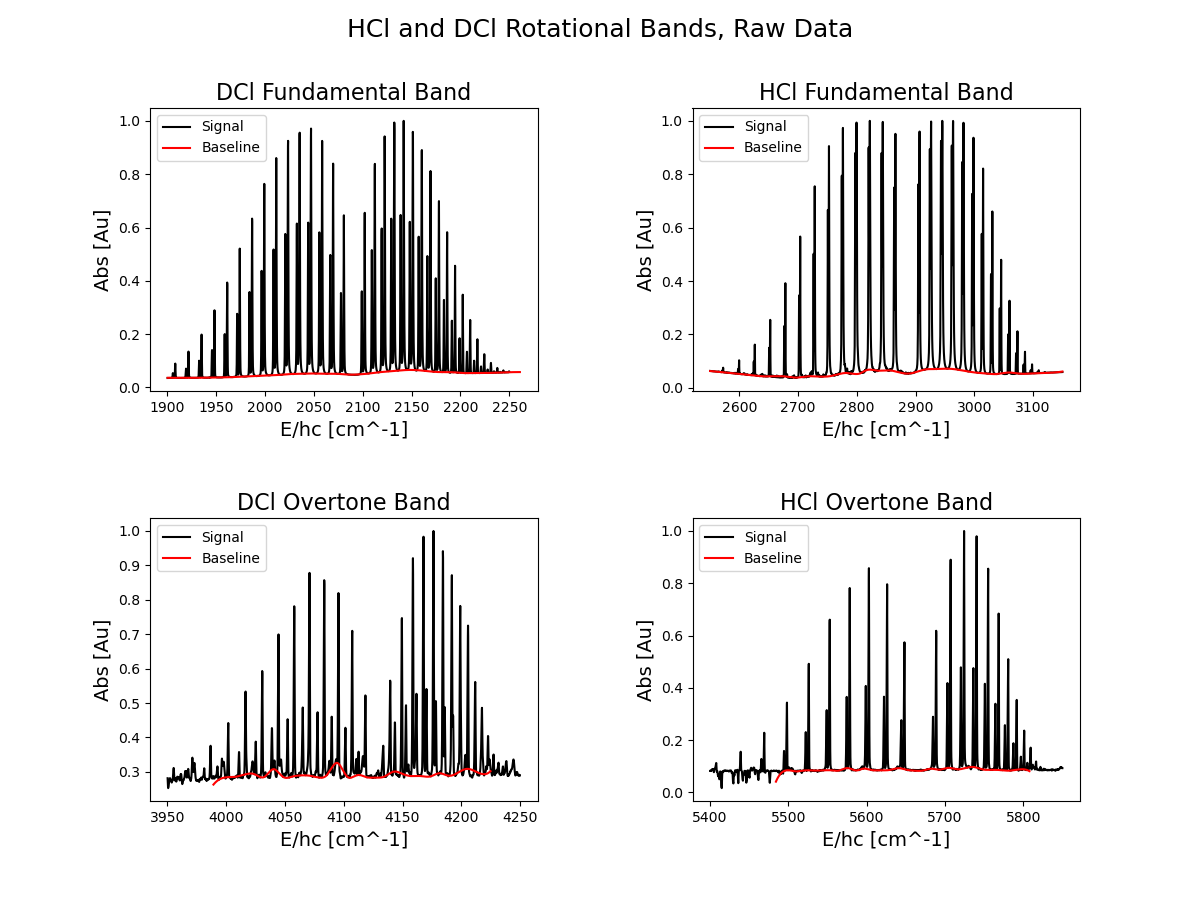 HCl and DCl Rotational Bands, Raw Data
DCl Fundamental Band
Signal
Baseline
1.0
0.8
0.6
0.4
0.2
0.0
Abs [Au]
1900 1950 2000 2050 2100 2150 2200 2250
E/hc [cm^-1]
HCl Fundamental Band
Signal
Baseline
1.0
0.8
0.6
0.4
0.2
0.0
Abs [Au]
2600 2700 2800 2900 3000 3100
E/hc [cm^-1]
DCl Overtone Band
Signal
Baseline
1.0
0.9
0.8
0.7
0.6
0.5
0.4
0.3
Abs [Au]
3950 4000 4050 4100 4150 4200 4250
E/hc [cm^-1]
HCl Overtone Band
Signal
Baseline
1.0
0.8
0.6
0.4
0.2
0.0
Abs [Au]
5400 5500 5600 5700 5800
E/hc [cm^-1]